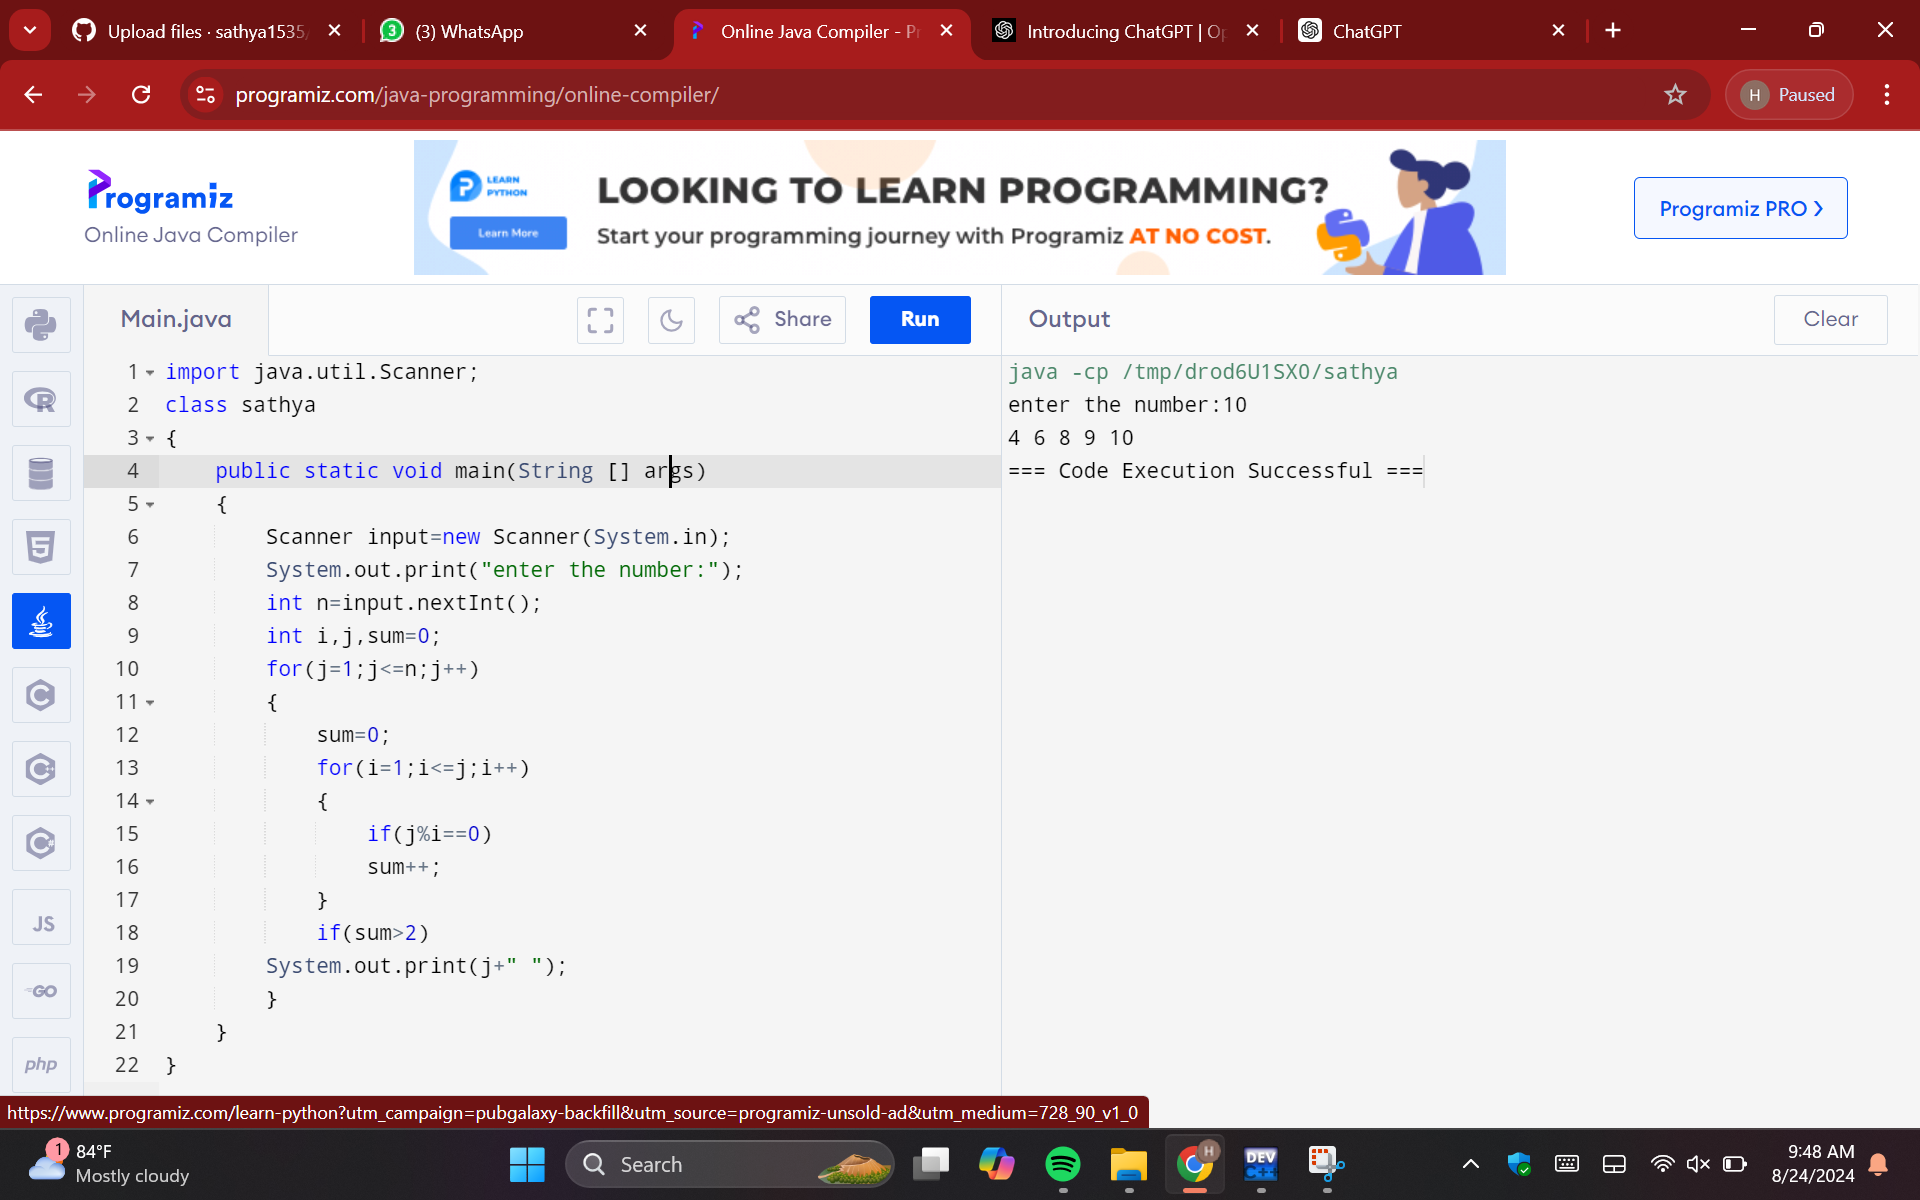 Upload files · sathya1535/
(3) WhatsApp
Online Java Compiler - Pr
Introducing ChatGPT | Op
ChatGPT
programiz.com/java-programming/online-compiler/
H Paused
Programiz
Online Java Compiler
LEARN
PYTHON
Learn More
LOOKING TO LEARN PROGRAMMING?
Start your programming journey with Programiz AT NO COST.
Programiz PRO
Main.java
Share
Run
Output
Clear
1 import java.util.Scanner;
2 class sathya
3 {
4 public static void main(String [] args)
5 {
6 Scanner input=new Scanner(System.in);
7 System.out.print("enter the number:");
8 int n=input.nextInt();
9 int i,j,sum=0;
10 for(j=1;j<=n;j++)
11 {
12 sum=0;
13 for(i=1;i<=j;i++)
14 {
15 if(j%i==0)
16 sum++;
17 }
18 if(sum>2)
19 System.out.print(j+" ");
20 }
21 }
22 }
java -cp /tmp/drod6U1SXO/sathya
enter the number:10
4 6 8 9 10
=== Code Execution Successful ===
JS
GO
php
https://www.programiz.com/learn-python?utm_campaign=pubgalaxy-backfill&utm_source=programiz-unsold-ad&utm_medium=728_90_v1_0
1
84°F
Mostly cloudy
Search
H
DEV
C++
9:48 AM
8/24/2024